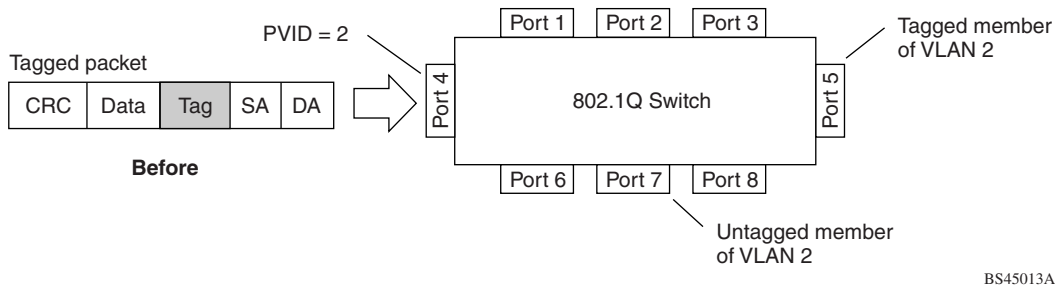 Port 1
Port 2
Port 3
PVID = 2
Tagged member
of VLAN 2
Tagged packet
CRC
Data
Tag
SA
DA
Port 4
802.1Q Switch
Port 5
Before
Port 6
Port 7
Port 8
Untagged member
of VLAN 2
BS45013A